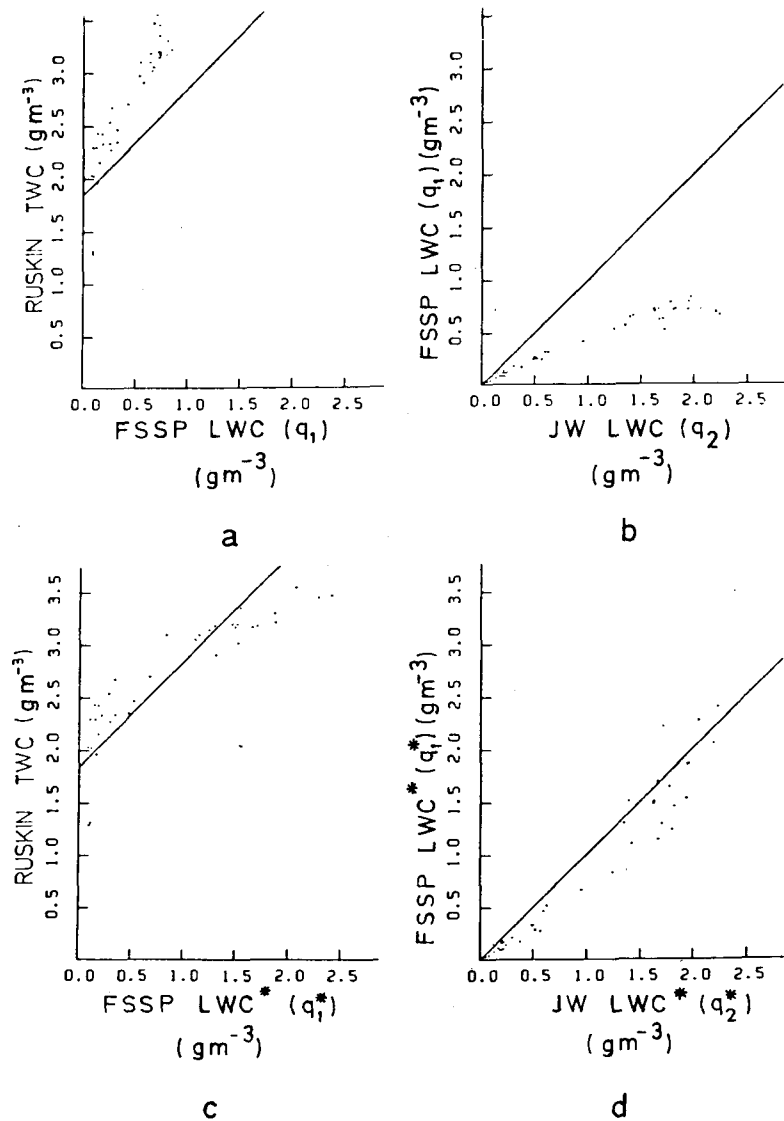 RUSKIN TWC (gm⁻³)
3.0
2.5
2.0
1.5
1.0
0.5
0.0 0.5 1.0 1.5 2.0 2.5
FSSP LWC (q₁)
(gm⁻³)
a
FSSP LWC (q₁)(gm⁻³)
3.5
3.0
2.5
2.0
1.5
1.0
0.5
0.0 0.5 1.0 1.5 2.0 2.5
JW LWC (q₂)
(gm⁻³)
b
RUSKIN TWC (gm⁻³)
3.5
3.0
2.5
2.0
1.5
1.0
0.5
0.0 0.5 1.0 1.5 2.0 2.5
FSSP LWC* (q₁*)
(gm⁻³)
c
FSSP LWC* (q₁*)(gm⁻³)
3.5
3.0
2.5
2.0
1.5
1.0
0.5
0.0 0.5 1.0 1.5 2.0 2.5
JW LWC* (q₂*)
(gm⁻³)
d